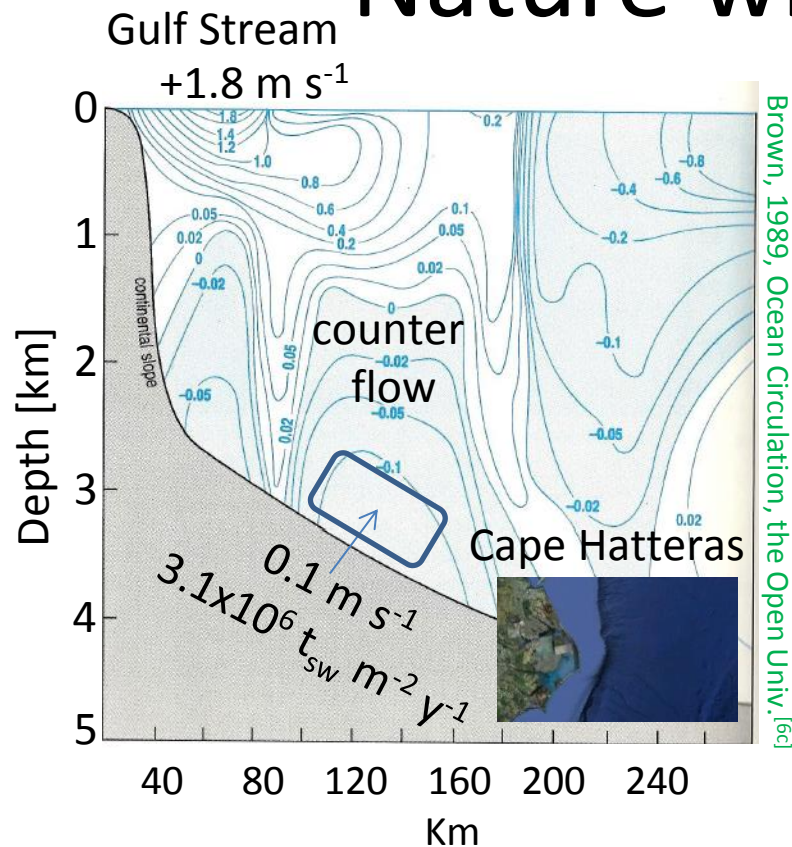 Nature wi
Gulf Stream
+1.8 m s-1
0
1
2
3
4
5
Depth [km]
1.8
1.4
1.2
1.0
0.8
0.6
0.4
0.2
0.2
-0.8
-0.6
-0.4
-0.2
0.05
0.02
0
-0.02
0.1
0.05
0.02
0
continental slope
counter
flow
-0.02
-0.05
-0.1
-0.05
0.05
0.02
-0.1
-0.05
-0.02
0.02
0.1 m s-1
3.1x106 tsw m-2 y-1
Cape Hatteras
40 80 120 160 200 240
Km
Brown, 1989, Ocean Circulation, the Open Univ.[6c]